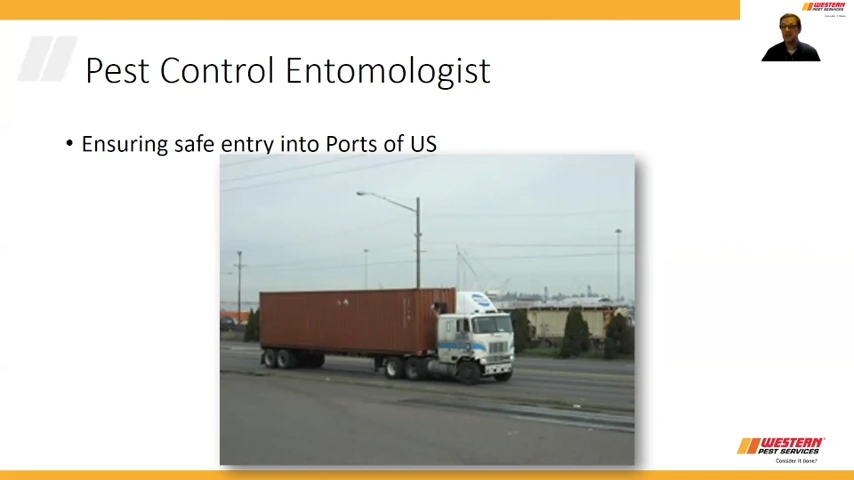 WESTERN
PEST SERVICES
Pest Control Entomologist
• Ensuring safe entry into Ports of US
WESTERN
PEST SERVICES
Consider it Done!